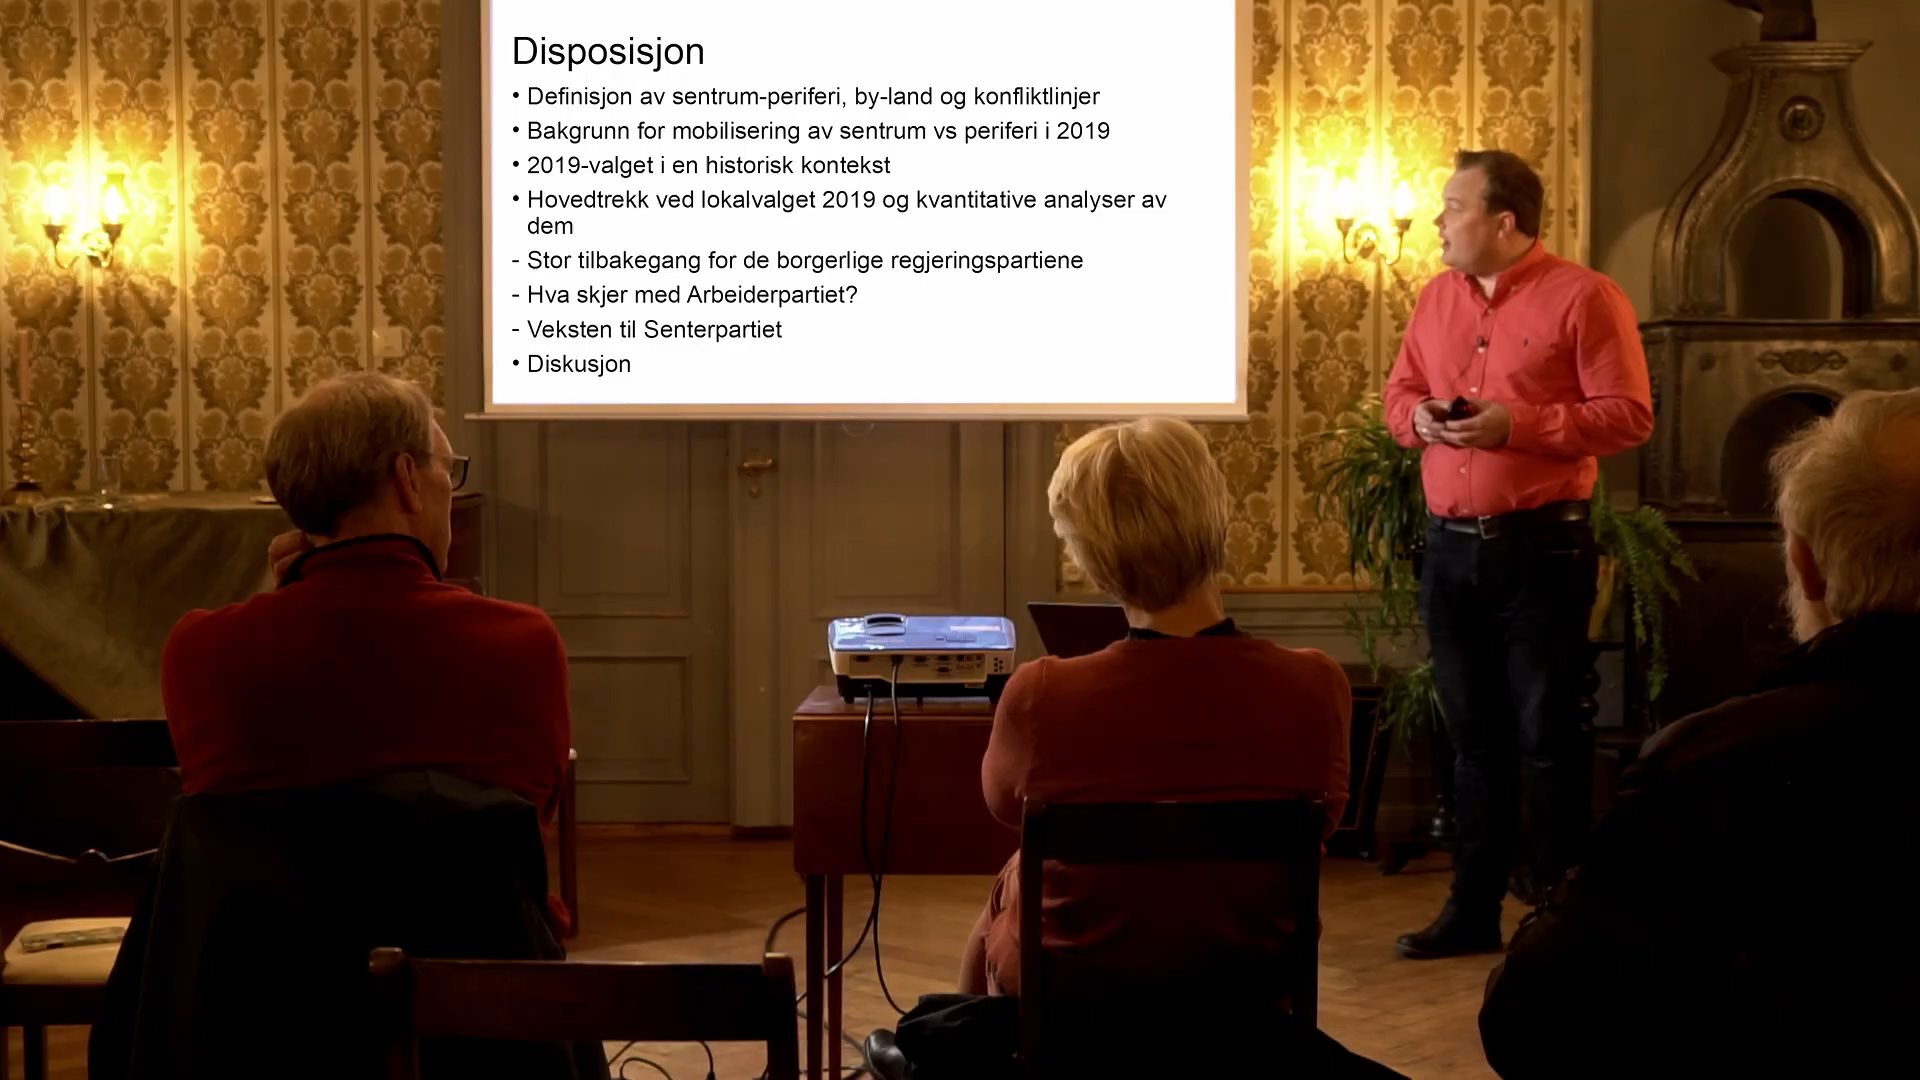 Disposisjon
• Definisjon av sentrum-periferi, by-land og konfliktlinjer
• Bakgrunn for mobilisering av sentrum vs periferi i 2019
• 2019-valget i en historisk kontekst
• Hovedtrekk ved lokalvalget 2019 og kvantitative analyser av
dem
- Stor tilbakegang for de borgerlige regjeringspartiene
- Hva skjer med Arbeiderpartiet?
- Veksten til Senterpartiet
• Diskusjon